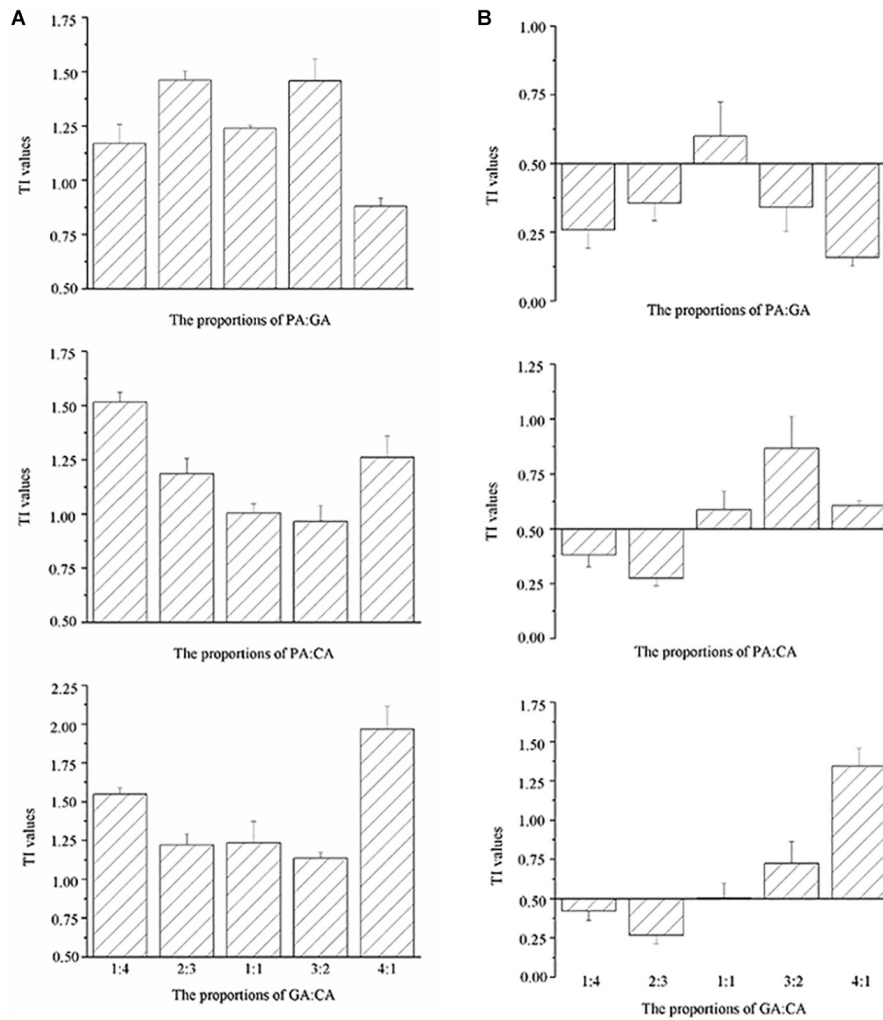 A
1.75
1.50
1.25
1.00
0.75
0.50
TI values
The proportions of PA:GA
1.75
1.50
1.25
1.00
0.75
0.50
TI values
The proportions of PA:CA
2.25
2.00
1.75
1.50
1.25
1.00
0.75
0.50
TI values
1:4 2:3 1:1 3:2 4:1
The proportions of GA:CA
B
1.00
0.75
0.50
0.25
0.00
TI values
The proportions of PA:GA
1.25
1.00
0.75
0.50
0.25
0.00
TI values
The proportions of PA:CA
1.75
1.50
1.25
1.00
0.75
0.50
0.25
0.00
TI values
1:4 2:3 1:1 3:2 4:1
The proportions of GA:CA